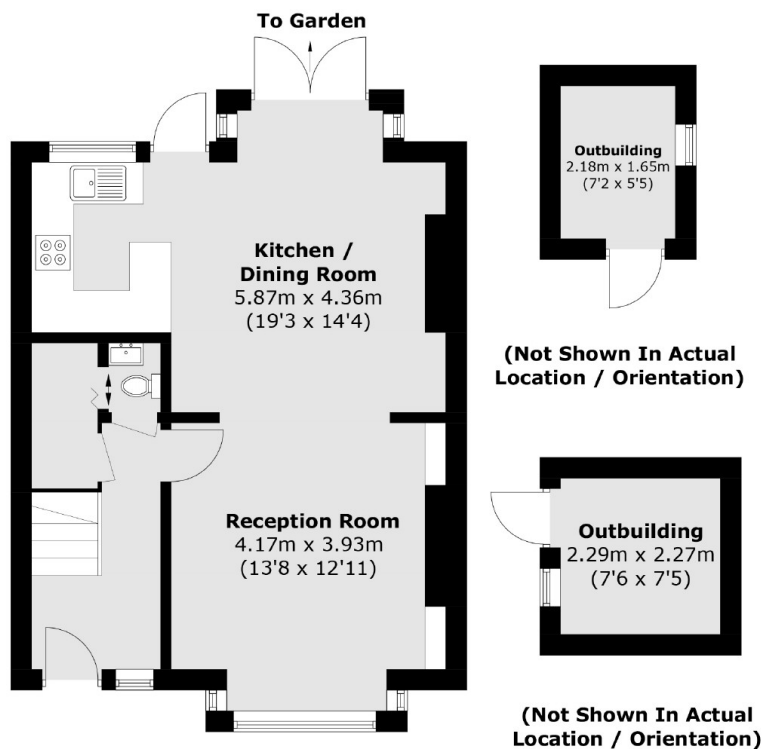 To Garden
Kitchen /
Dining Room
5.87m x 4.36m
(19'3 x 14'4)
Reception Room
4.17m x 3.93m
(13'8 x 12'11)
Outbuilding
2.18m x 1.65m
(7'2 x 5'5)
(Not Shown In Actual
Location / Orientation)
Outbuilding
2.29m x 2.27m
(7'6 x 7'5)
(Not Shown In Actual
Location / Orientation)